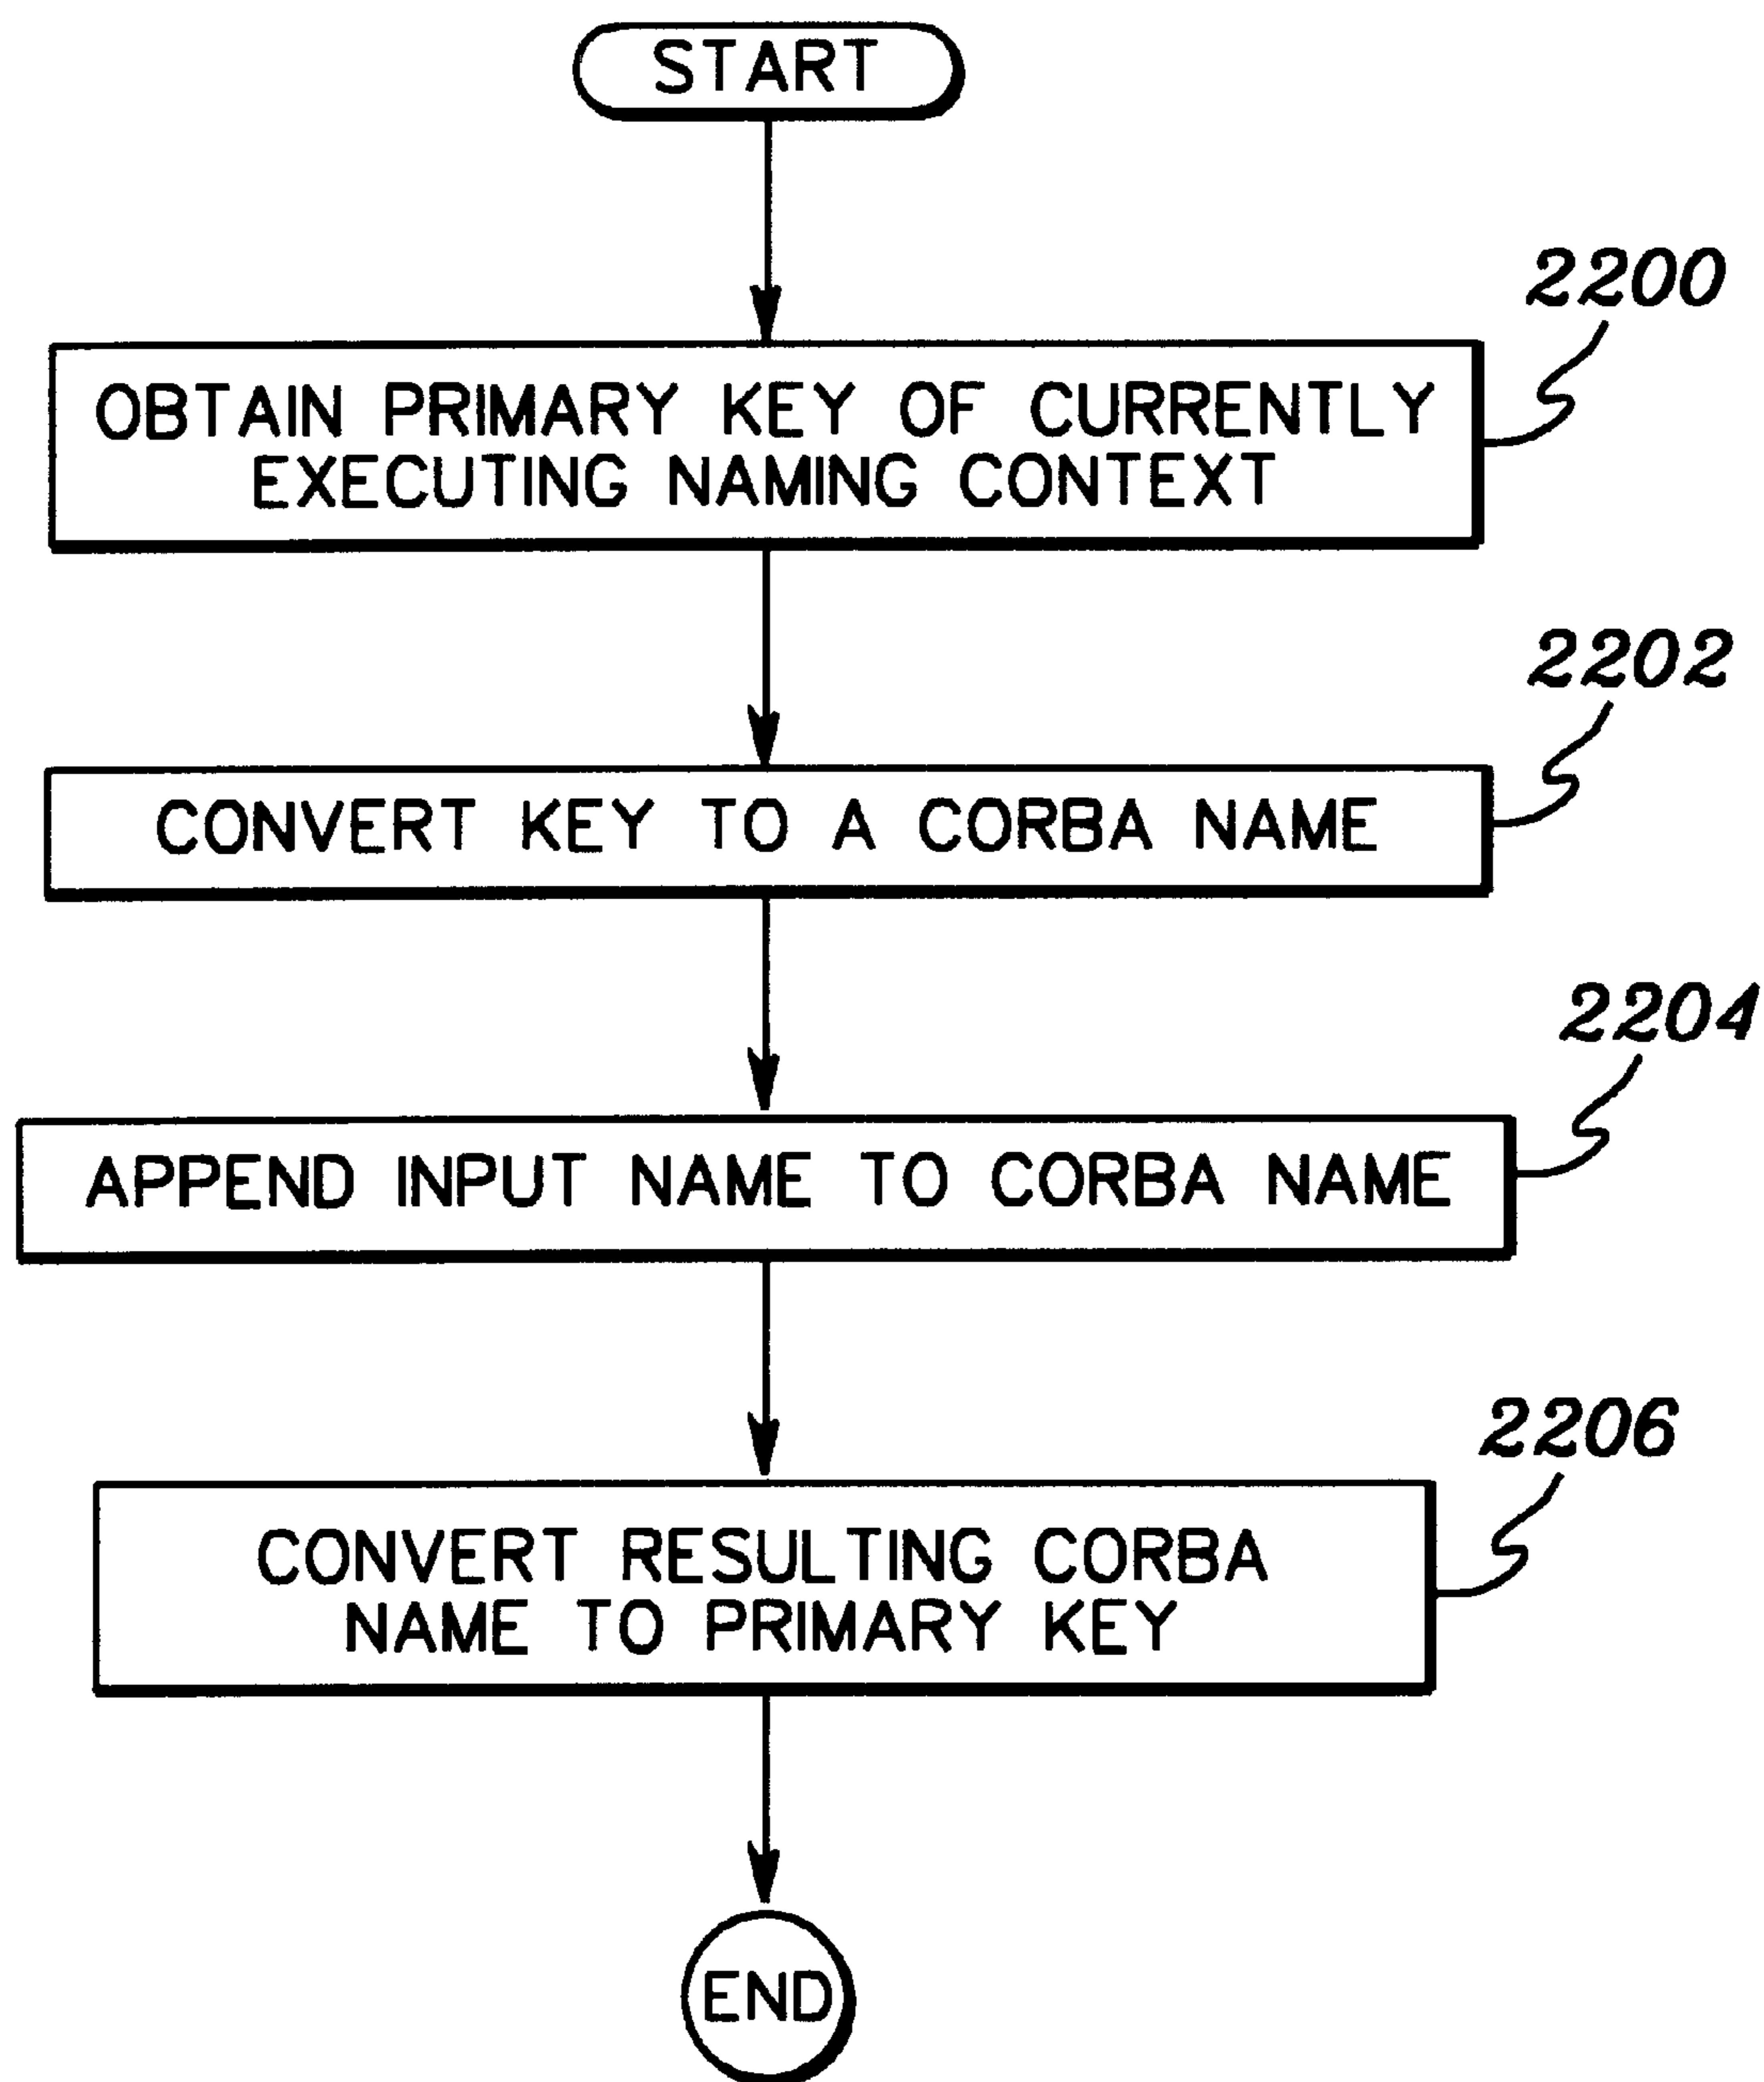 START
2200
OBTAIN PRIMARY KEY OF CURRENTLY
EXECUTING NAMING CONTEXT
2202
CONVERT KEY TO A CORBA NAME
2204
APPEND INPUT NAME TO CORBA NAME
2206
CONVERT RESULTING CORBA
NAME TO PRIMARY KEY
END